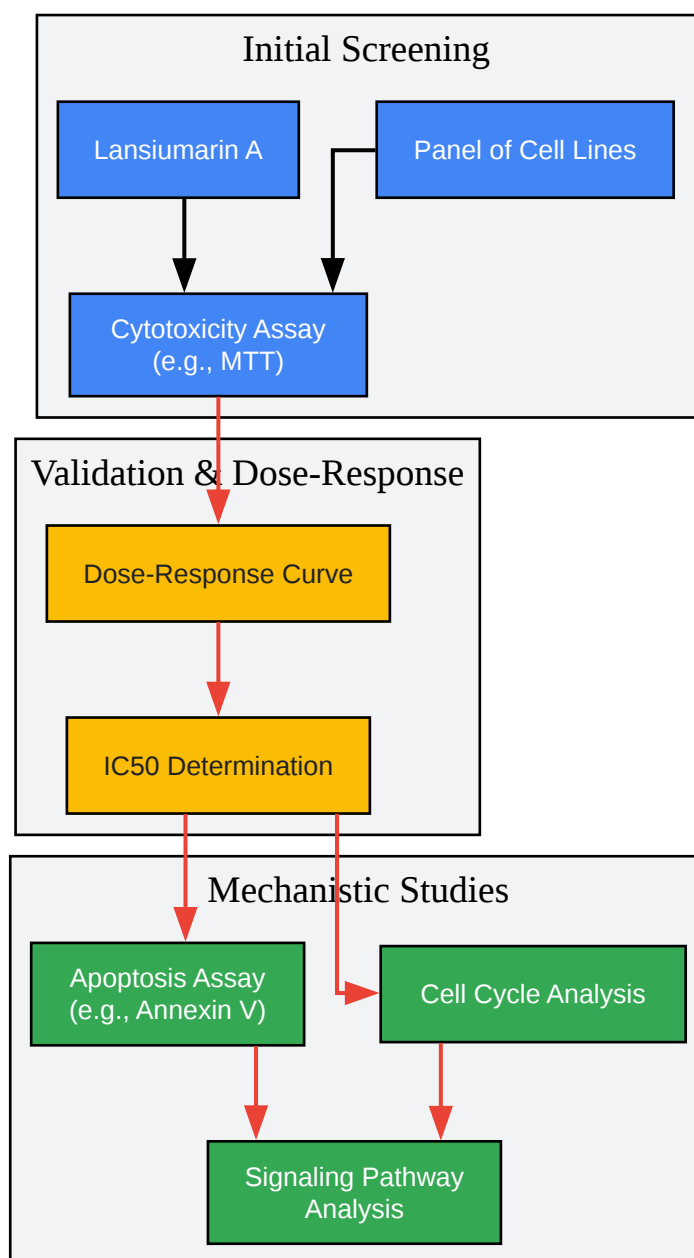 Initial Screening
Lansiumarin A
Panel of Cell Lines
Cytotoxicity Assay
(e.g., MTT)
Validation & Dose-Response
Dose-Response Curve
IC50 Determination
Mechanistic Studies
Apoptosis Assay
(e.g., Annexin V)
Cell Cycle Analysis
Signaling Pathway
Analysis